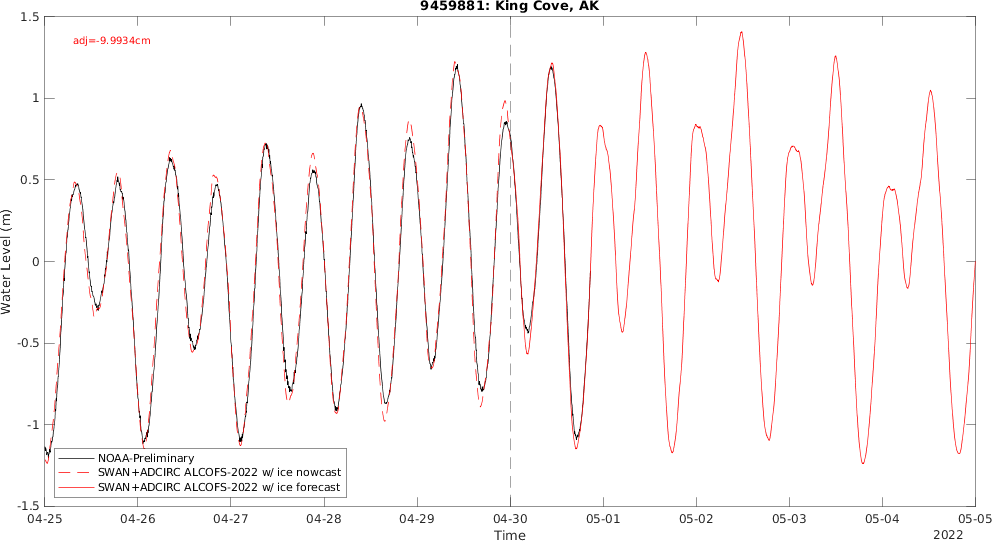 9459881: King Cove, AK
adj=-9.9934cm
1.5
1
0.5
0
-0.5
-1
-1.5
Water Level (m)
NOAA-Preliminary
SWAN+ADCIRC ALCOFS-2022 w/ ice nowcast
SWAN+ADCIRC ALCOFS-2022 w/ ice forecast
04-25 04-26 04-27 04-28 04-29 04-30 05-01 05-02 05-03 05-04 05-05
Time
2022